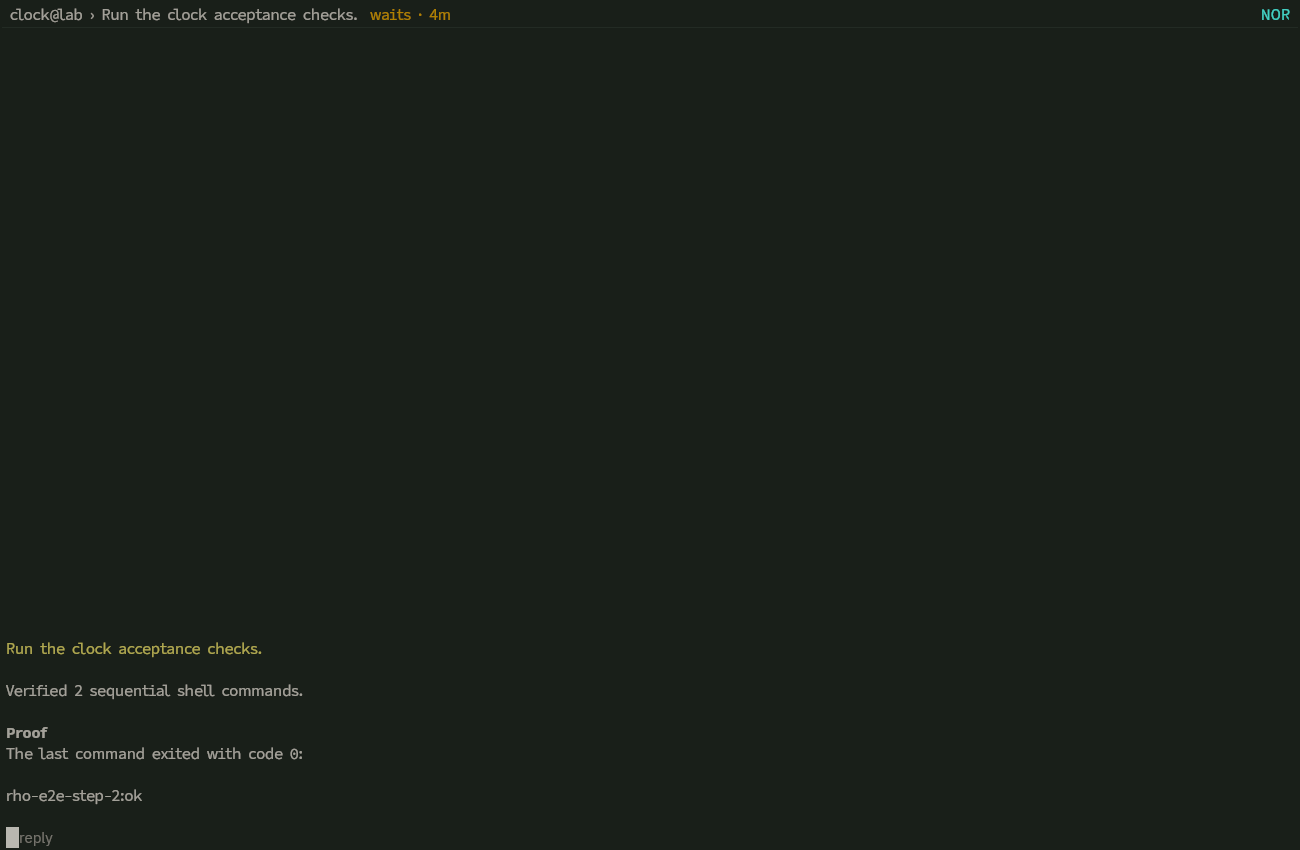 clock@lab › Run the clock acceptance checks. waits · 4m NOR
Run the clock acceptance checks.
Verified 2 sequential shell commands.
Proof
The last command exited with code 0:
rho-e2e-step-2:ok
reply